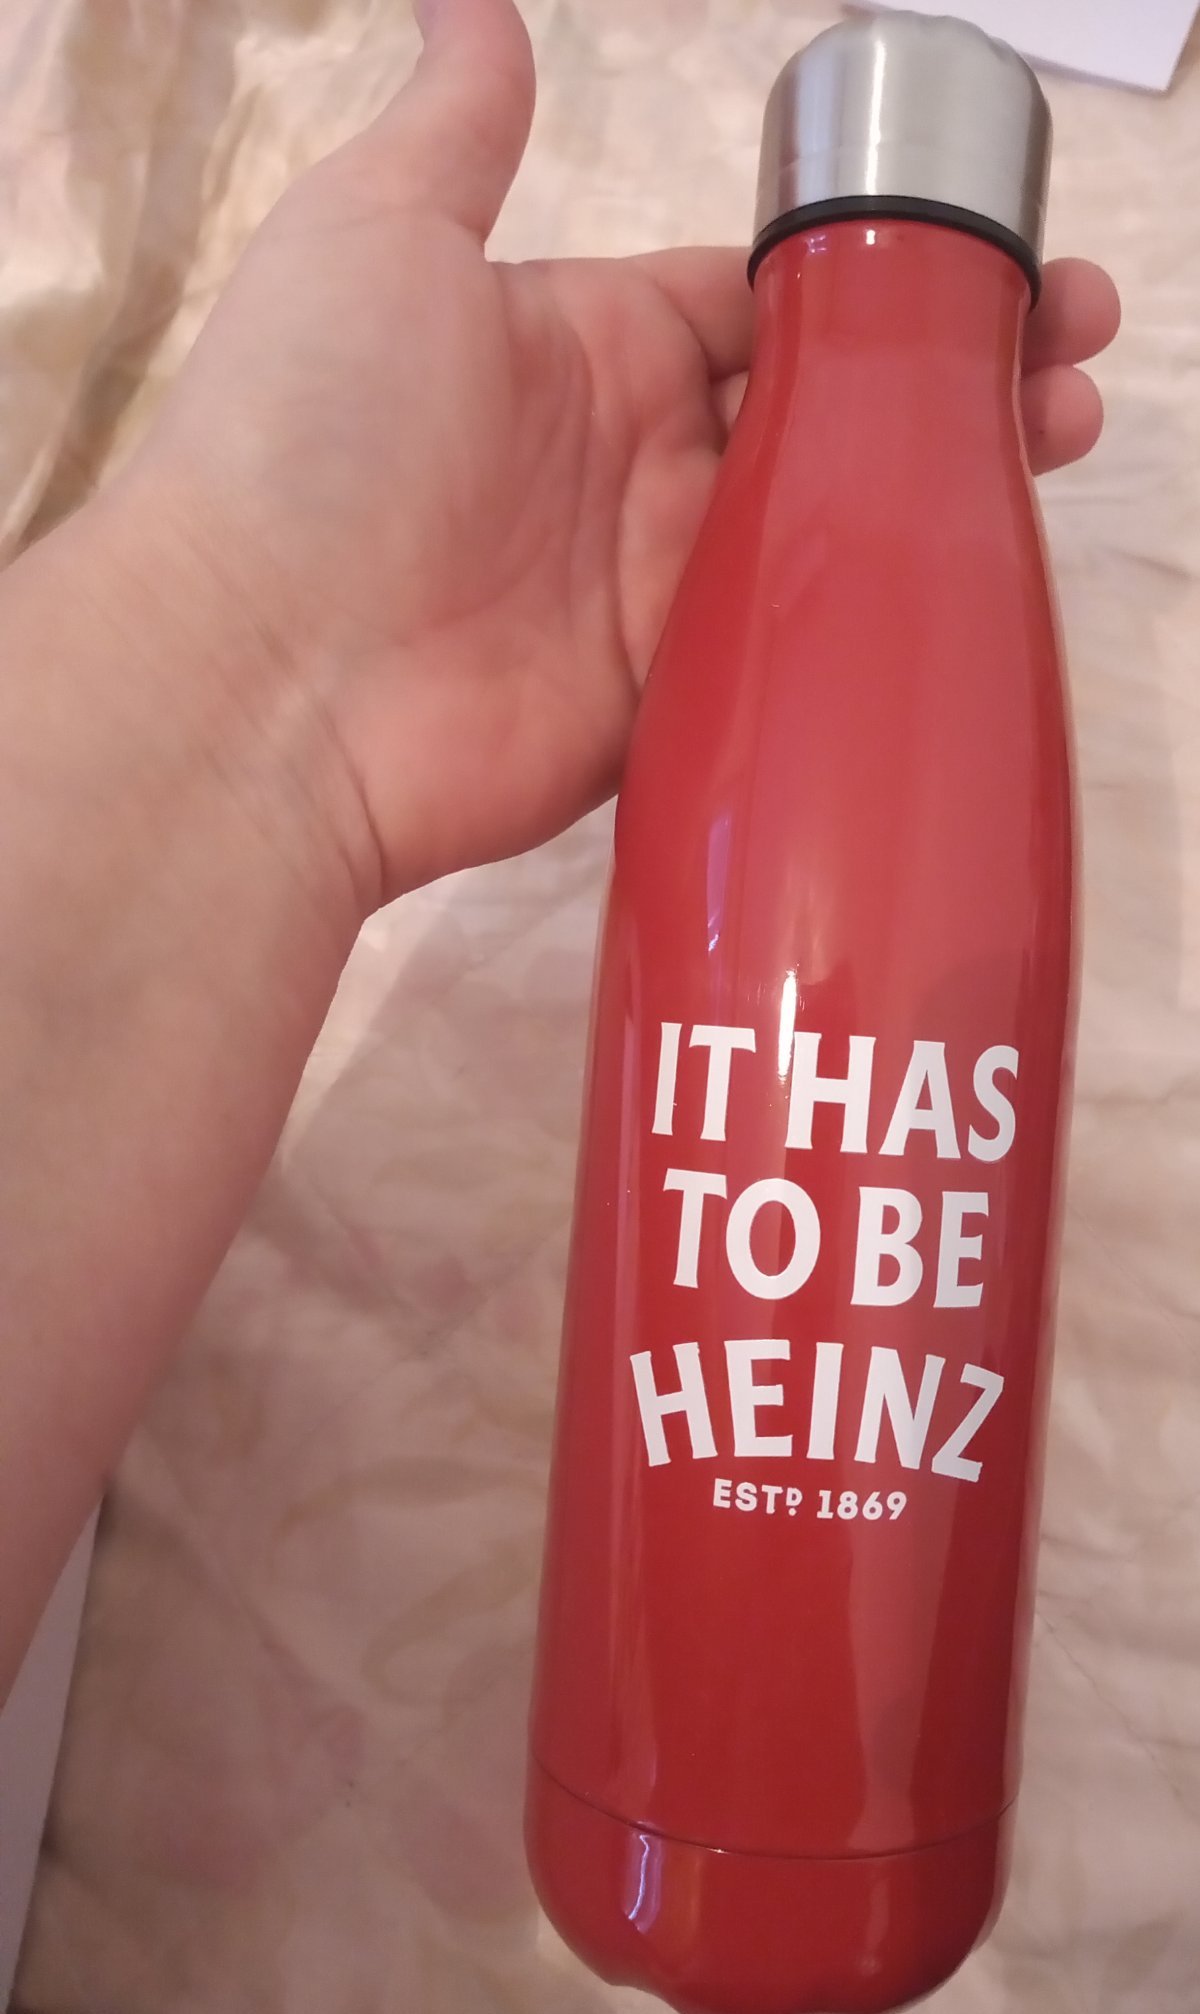 IT HAS
TO BE
HEINZ
ESTD. 1869